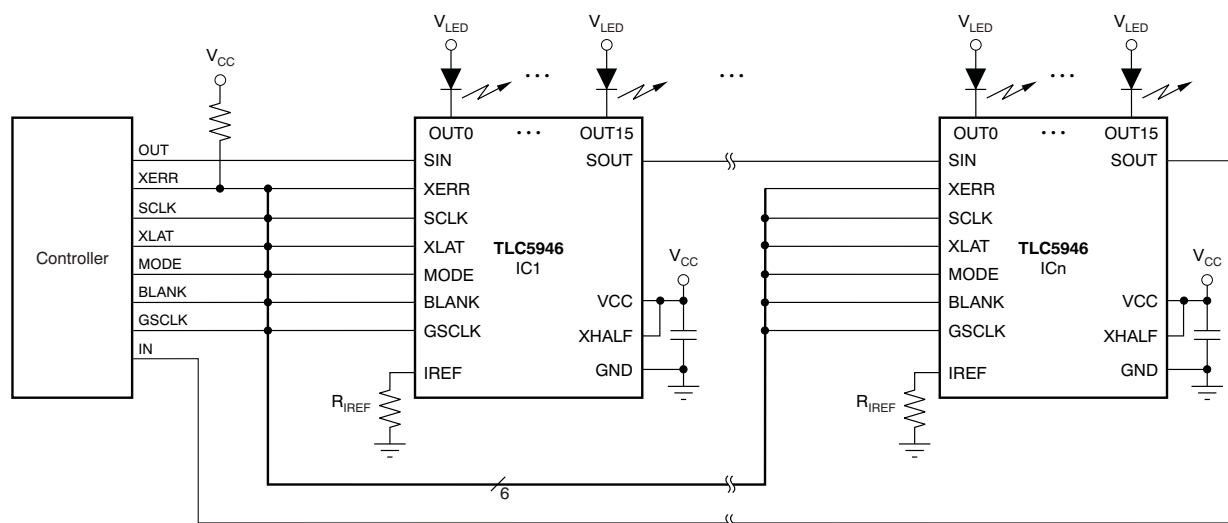 V_LED V_LED V_LED V_LED
V_CC
... ... ... ...
OUT0 ... OUT15
OUT0 ... OUT15
Controller
OUT
XERR
SCLK
XLAT
MODE
BLANK
GSCLK
IN
SIN
XERR
SCLK
XLAT
MODE
BLANK
GSCLK
IREF
SOUT
TLC5946
IC1
V_CC
VCC
XHALF
GND
R_IREF
SIN
XERR
SCLK
XLAT
MODE
BLANK
GSCLK
IREF
SOUT
TLC5946
ICn
V_CC
VCC
XHALF
GND
R_IREF
6